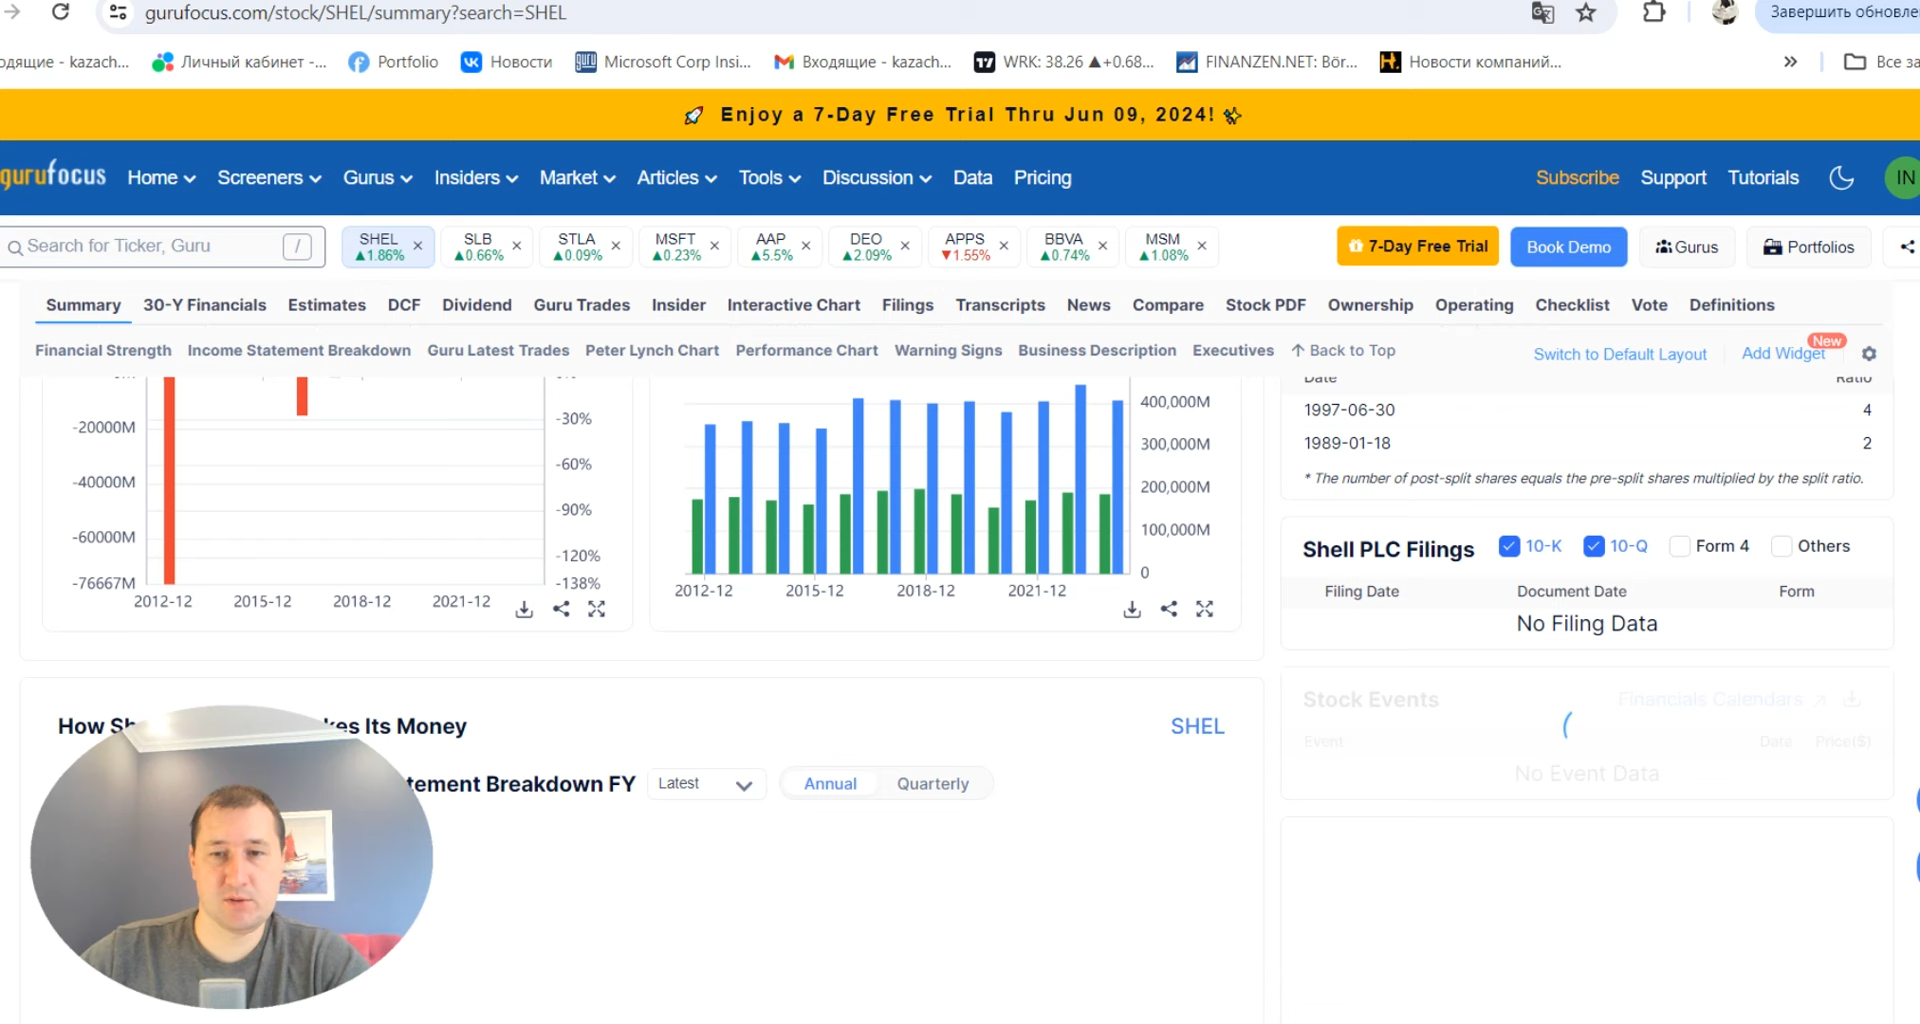 gurufocus.com/stock/SHEL/summary?search=SHEL
Завершить обновле
одящие - kazach...
Личный кабинет -...
Portfolio
Новости
Microsoft Corp Insi...
Входящие - kazach...
WRK: 38.26 ▲+0.68...
FINANZEN.NET: Bör...
Новости компаний...
»
Все за
Enjoy a 7-Day Free Trial Thru Jun 09, 2024!
gurufocus
Home
Screeners
Gurus
Insiders
Market
Articles
Tools
Discussion
Data
Pricing
Subscribe
Support
Tutorials
IN
Search for Ticker, Guru
/
SHEL
▲1.86%
SLB
▲0.66%
STLA
▲0.09%
MSFT
▲0.23%
AAP
▲5.5%
DEO
▲2.09%
APPS
▼1.55%
BBVA
▲0.74%
MSM
▲1.08%
7-Day Free Trial
Book Demo
Gurus
Portfolios
Summary
30-Y Financials
Estimates
DCF
Dividend
Guru Trades
Insider
Interactive Chart
Filings
Transcripts
News
Compare
Stock PDF
Ownership
Operating
Checklist
Vote
Definitions
Financial Strength
Income Statement Breakdown
Guru Latest Trades
Peter Lynch Chart
Performance Chart
Warning Signs
Business Description
Executives
Back to Top
Switch to Default Layout
Add Widget
New
-20000M
-40000M
-60000M
-76667M
-30%
-60%
-90%
-120%
-138%
2012-12
2015-12
2018-12
2021-12
400,000M
300,000M
200,000M
100,000M
0
2012-12
2015-12
2018-12
2021-12
Date
Ratio
1997-06-30
4
1989-01-18
2
* The number of post-split shares equals the pre-split shares multiplied by the split ratio.
Shell PLC Filings
10-K
10-Q
Form 4
Others
Filing Date
Document Date
Form
No Filing Data
Stock Events
Financials Calendars
Event
Date
Price($)
No Event Data
How Sh
kes Its Money
SHEL
tement Breakdown FY
Latest
Annual
Quarterly